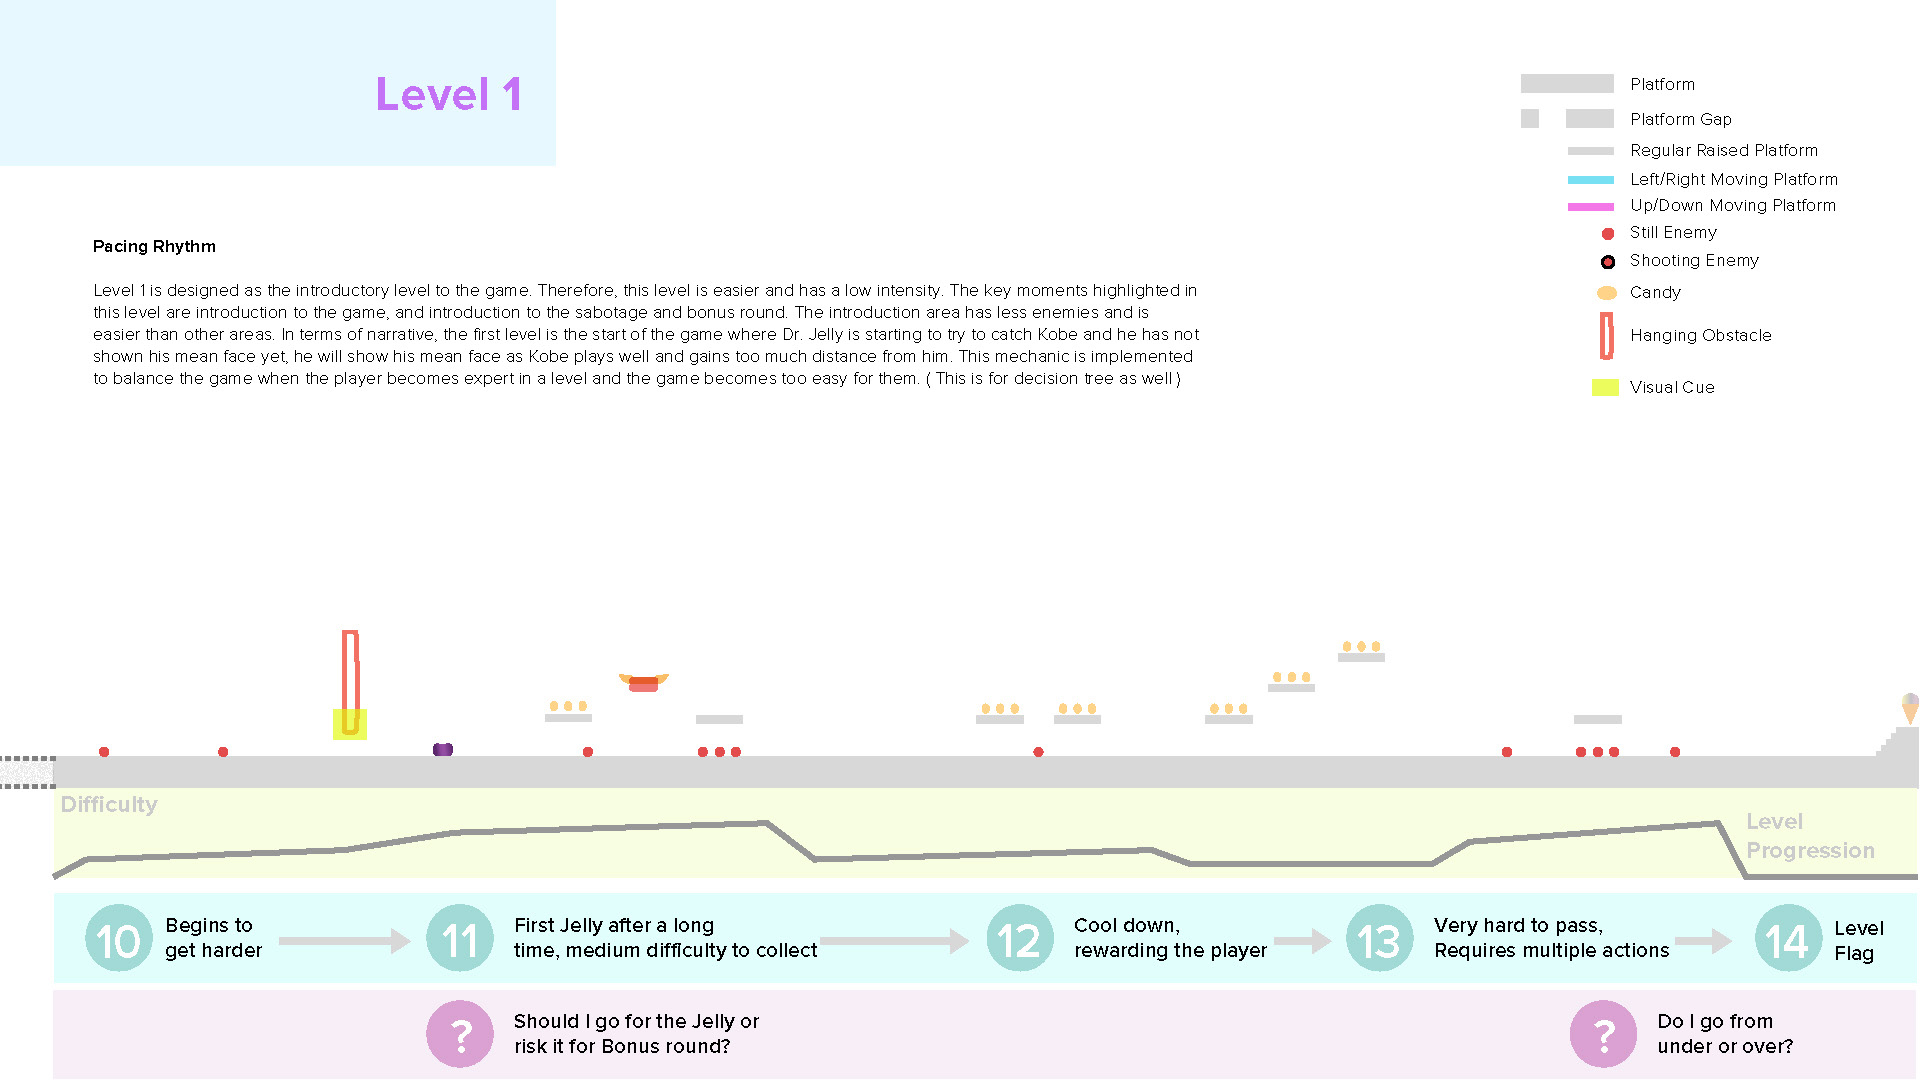 Level 1
Platform
Platform Gap
Regular Raised Platform
Left/Right Moving Platform
Up/Down Moving Platform
Still Enemy
Shooting Enemy
Candy
Hanging Obstacle
Visual Cue
Pacing Rhythm
Level 1 is designed as the introductory level to the game. Therefore, this level is easier and has a low intensity. The key moments highlighted in
this level are introduction to the game, and introduction to the sabotage and bonus round. The introduction area has less enemies and is
easier than other areas. In terms of narrative, the first level is the start of the game where Dr. Jelly is starting to try to catch Kobe and he has not
shown his mean face yet, he will show his mean face as Kobe plays well and gains too much distance from him. This mechanic is implemented
to balance the game when the player becomes expert in a level and the game becomes too easy for them. ( This is for decision tree as well )
Difficulty
Level
Progression
10
Begins to
get harder
11
First Jelly after a long
time, medium difficulty to collect
12
Cool down,
rewarding the player
13
Very hard to pass,
Requires multiple actions
14
Level
Flag
?
Should I go for the Jelly or
risk it for Bonus round?
?
Do I go from
under or over?